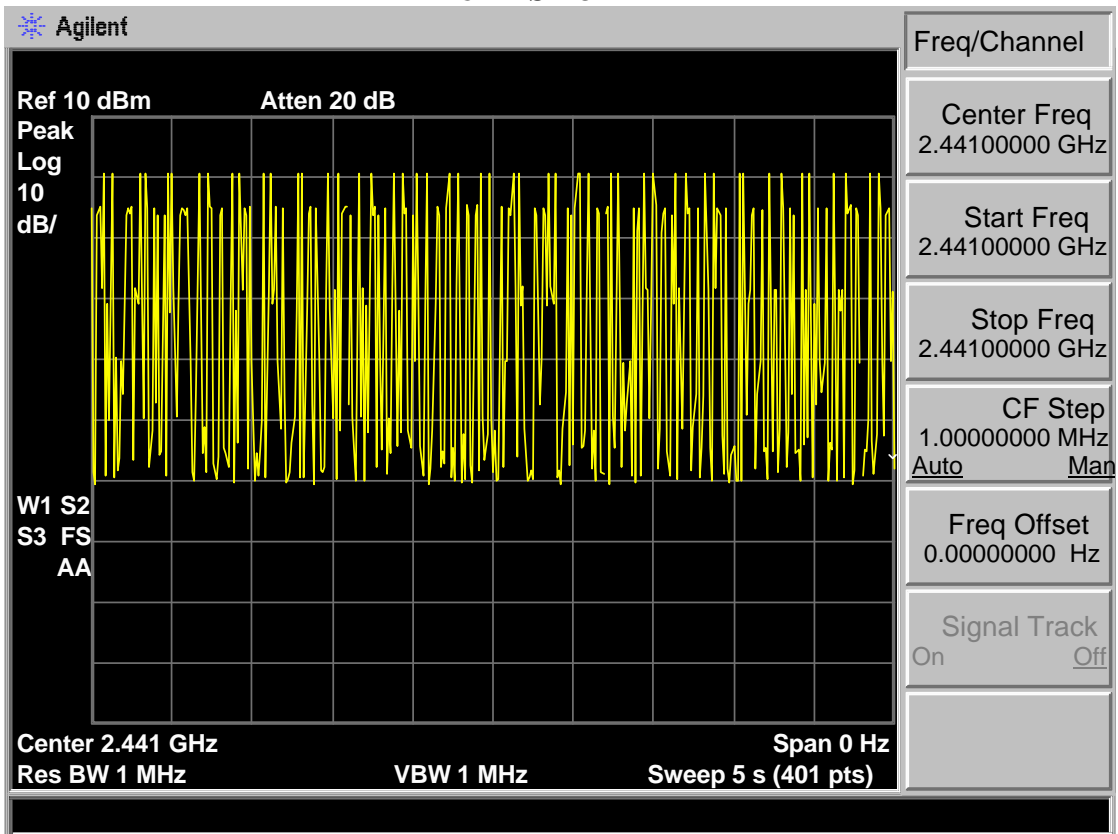 Agilent
Freq/Channel
Ref 10 dBm Atten 20 dB
Peak
Log
10
dB/
W1 S2
S3 FS
AA
Center 2.441 GHz Span 0 Hz
Res BW 1 MHz VBW 1 MHz Sweep 5 s (401 pts)
Center Freq
2.44100000 GHz
Start Freq
2.44100000 GHz
Stop Freq
2.44100000 GHz
CF Step
1.00000000 MHz
Auto Man
Freq Offset
0.00000000 Hz
Signal Track
On Off